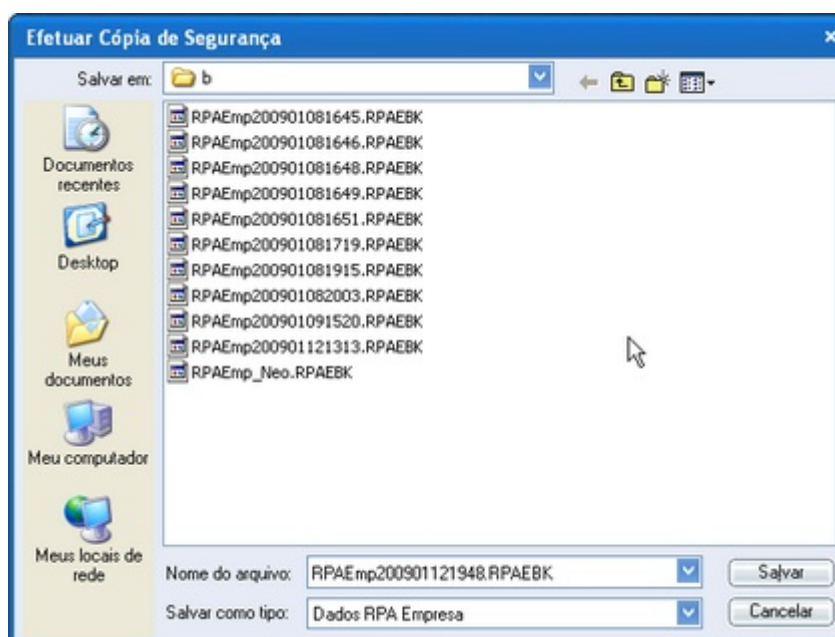 Efetuar Cópia de Segurança
Salvar em: b
Documentos
recentes
Desktop
Meus
documentos
Meu computador
Meus locais de
rede
RPAEmp200901081645.RPAEBK
RPAEmp200901081646.RPAEBK
RPAEmp200901081648.RPAEBK
RPAEmp200901081649.RPAEBK
RPAEmp200901081651.RPAEBK
RPAEmp200901081719.RPAEBK
RPAEmp200901081915.RPAEBK
RPAEmp200901082003.RPAEBK
RPAEmp200901091520.RPAEBK
RPAEmp200901121313.RPAEBK
RPAEmp_Neo.RPAEBK
Nome do arquivo: RPAEmp200901121948.RPAEBK Salvar
Salvar como tipo: Dados RPA Empresa Cancelar